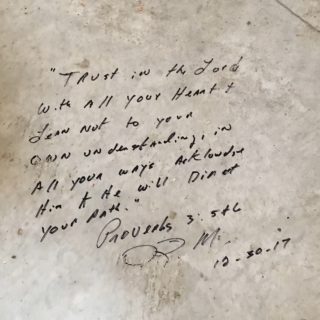 "Trust in the Lord
with All your Heart &
Lean Not to your
own understanding, in
All your ways Acklowdse
Him & He will Direct
your Path."
Proverbs 3:5+6
R. M.
12-30-17